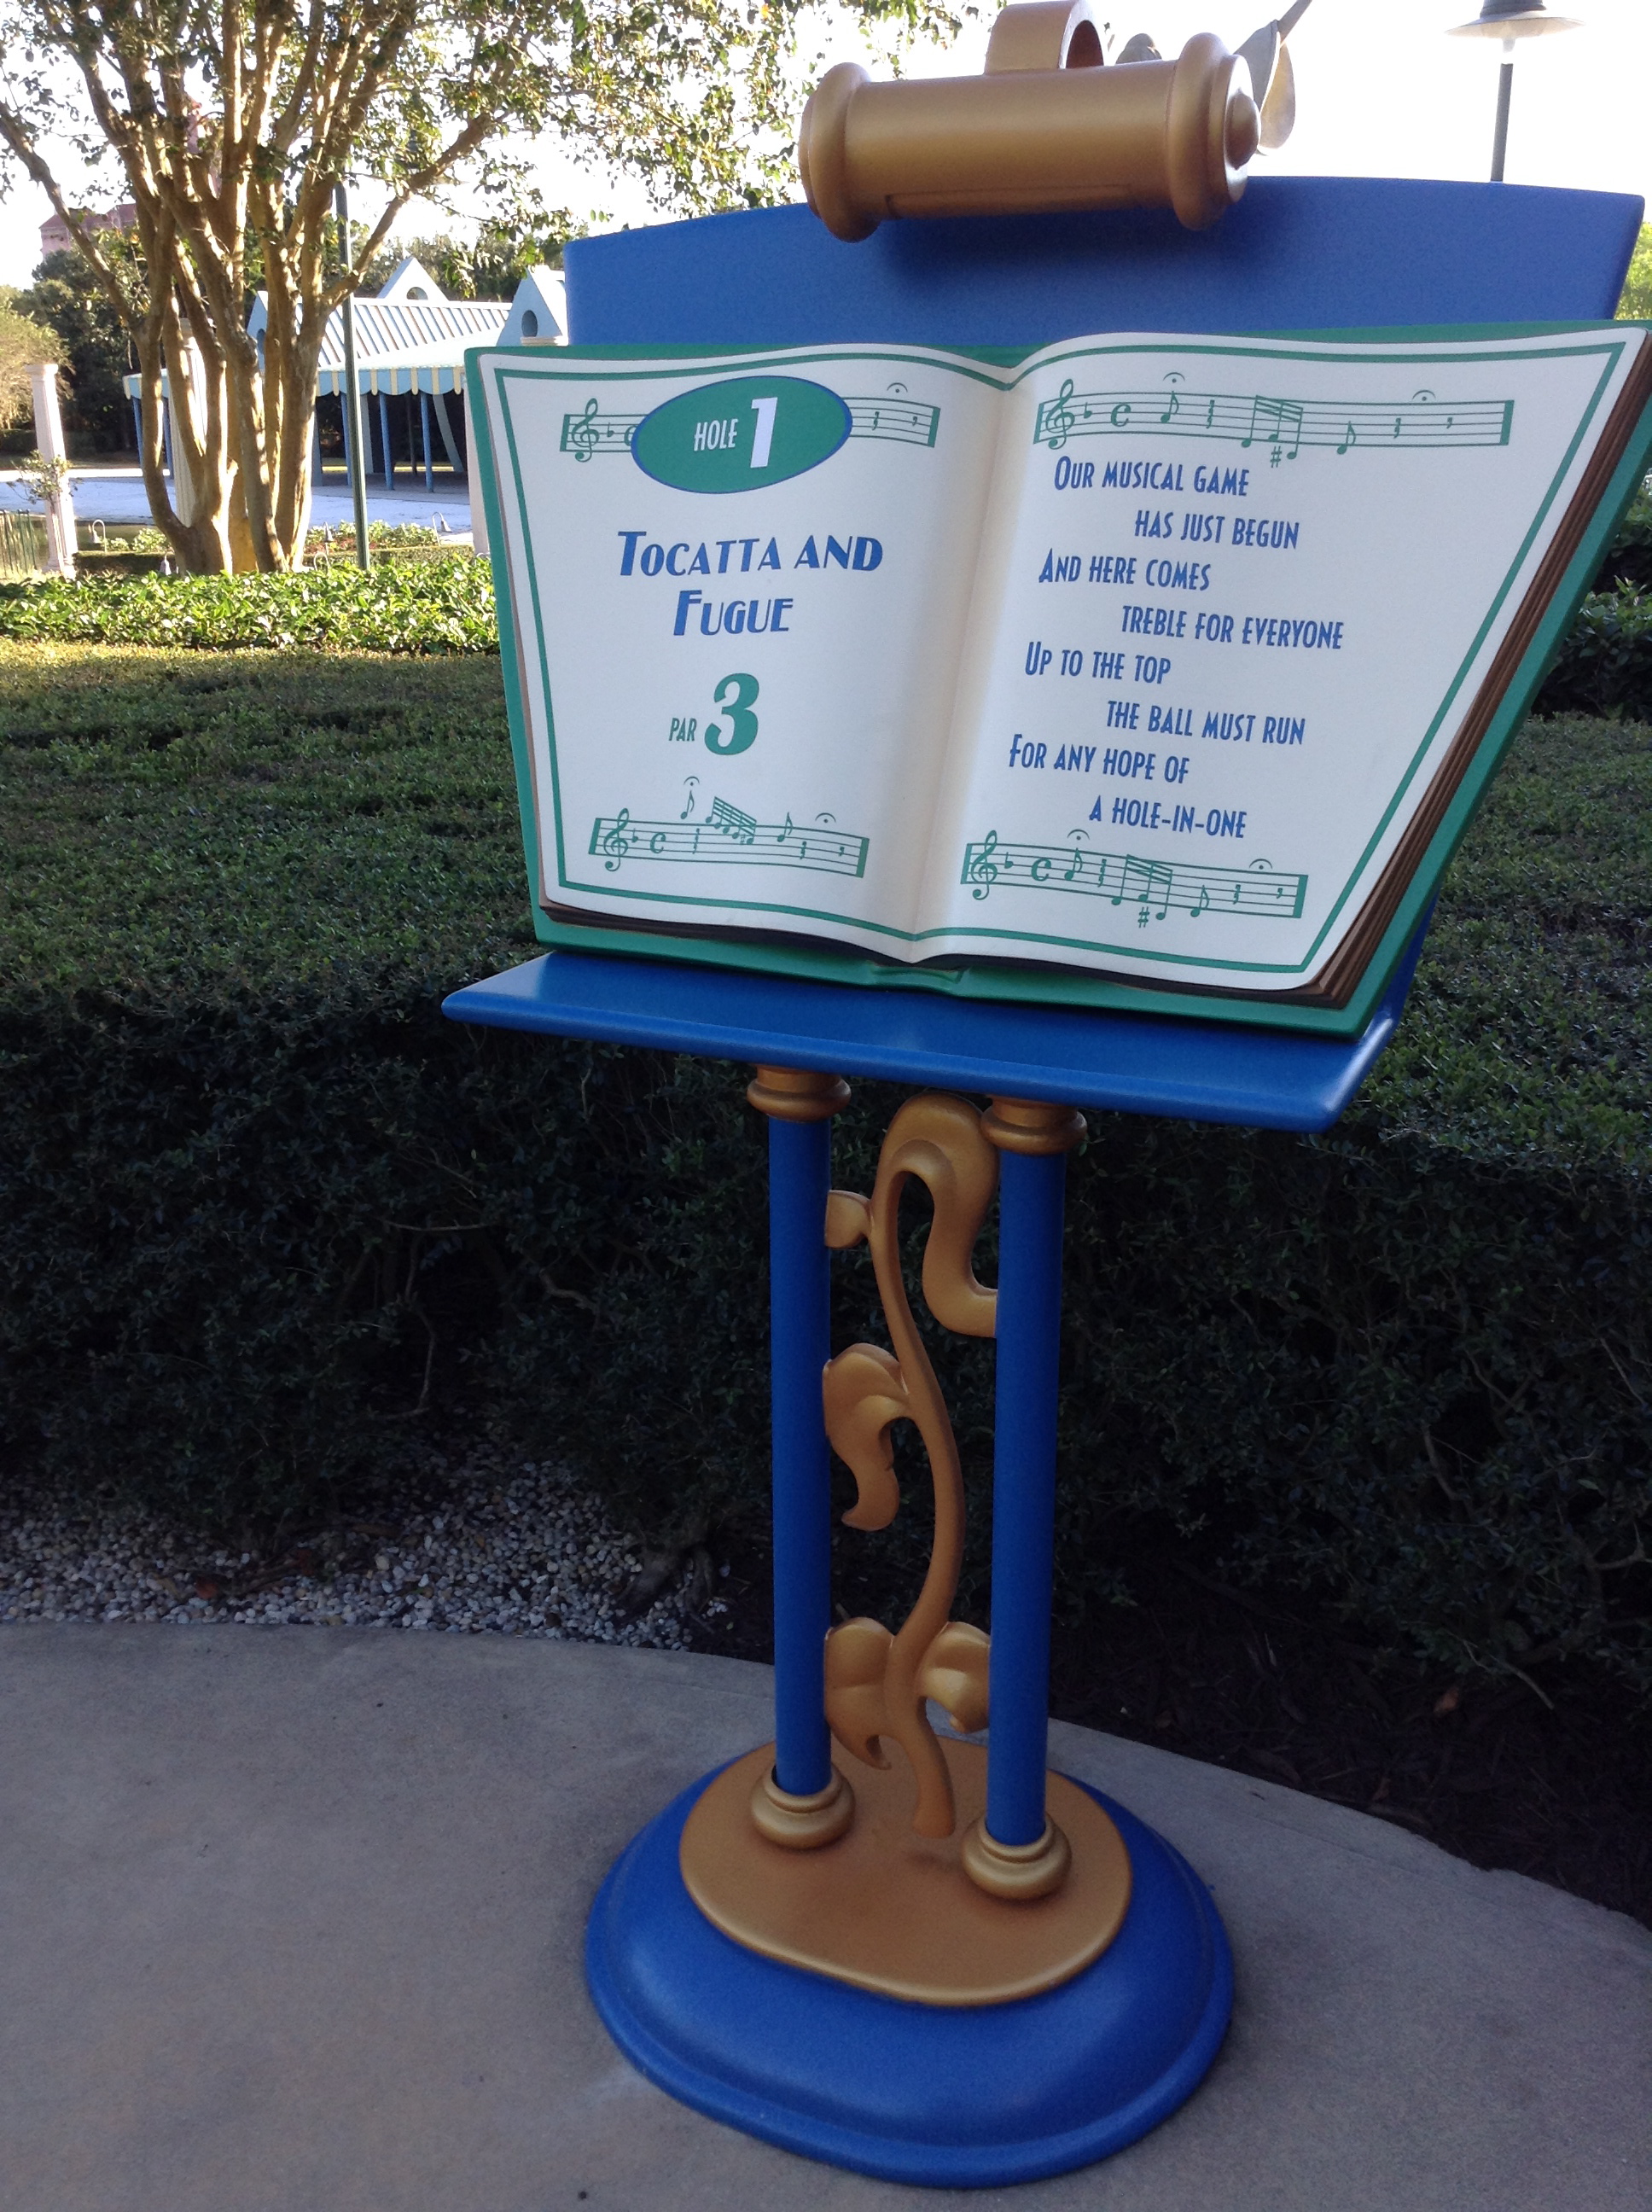 HOLE 1
TOCATTA AND
FUGUE
PAR 3
OUR MUSICAL GAME
HAS JUST BEGUN
AND HERE COMES
TREBLE FOR EVERYONE
UP TO THE TOP
THE BALL MUST RUN
FOR ANY HOPE OF
A HOLE-IN-ONE